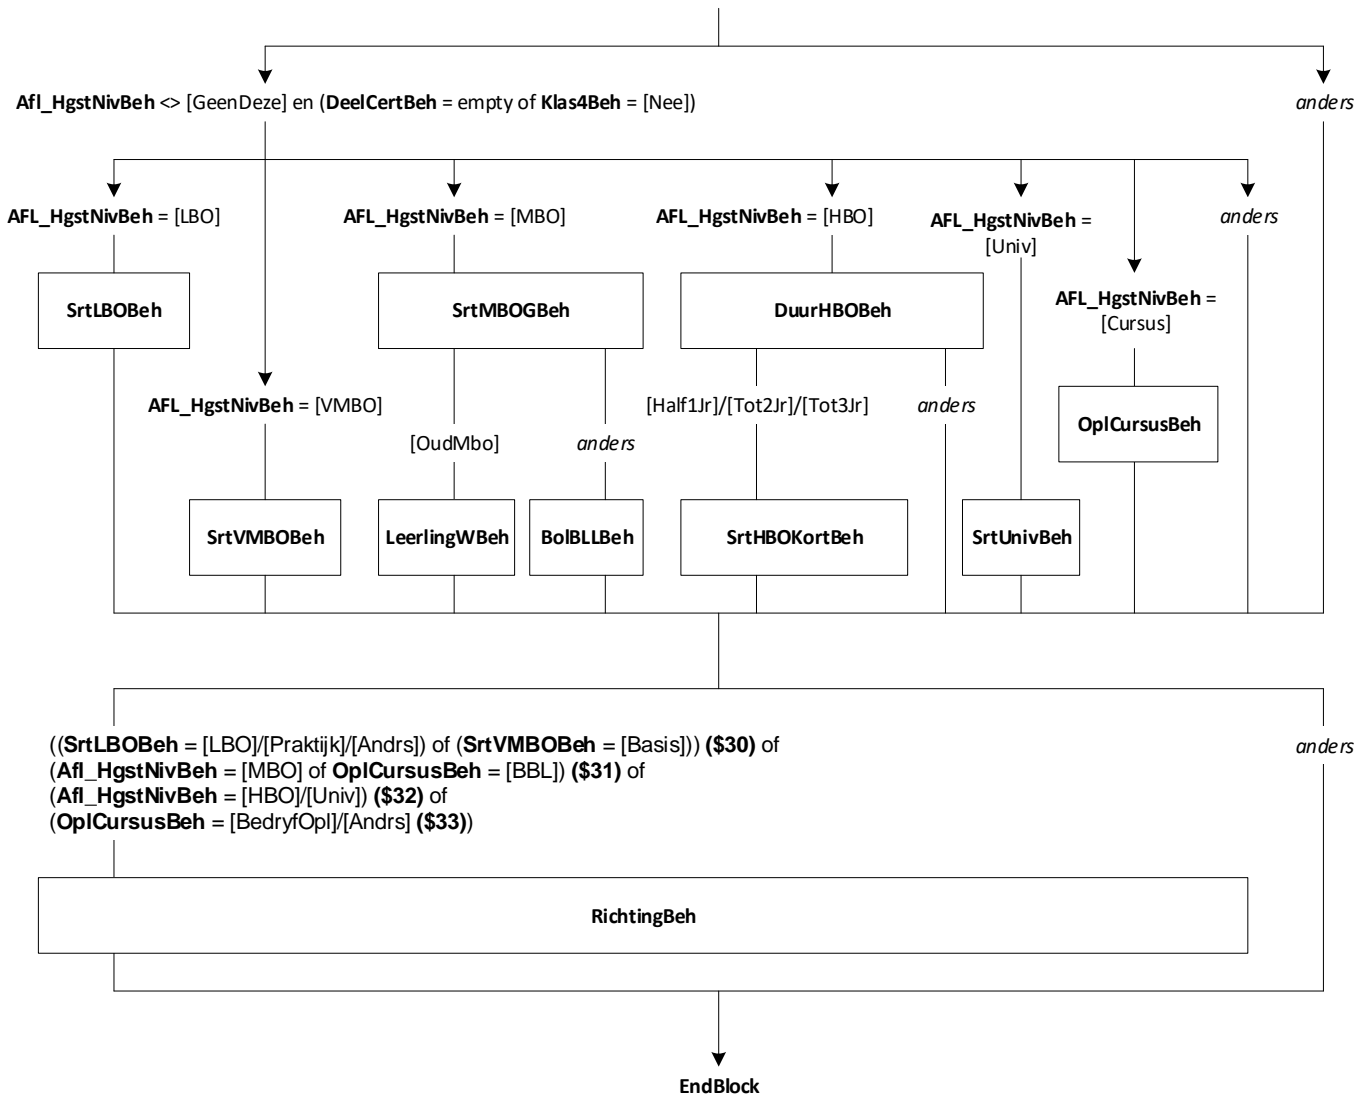 Afl_HgstNivBeh <> [GeenDeze] en (DeelCertBeh = empty of Klas4Beh = [Nee])
anders
AFL_HgstNivBeh = [LBO]
AFL_HgstNivBeh = [MBO]
AFL_HgstNivBeh = [HBO]
AFL_HgstNivBeh =
[Univ]
anders
SrtLBOBeh
SrtMBOGBeh
DuurHBOBeh
AFL_HgstNivBeh =
[Cursus]
AFL_HgstNivBeh = [VMBO]
[Half1Jr]/[Tot2Jr]/[Tot3Jr]
anders
OplCursusBeh
[OudMbo]
anders
SrtVMBOBeh
LeerlingWBeh
BolBLLBeh
SrtHBOKortBeh
SrtUnivBeh
((SrtLBOBeh = [LBO]/[Praktijk]/[Andrs]) of (SrtVMBOBeh = [Basis])) ($30) of
(Afl_HgstNivBeh = [MBO] of OplCursusBeh = [BBL]) ($31) of
(Afl_HgstNivBeh = [HBO]/[Univ]) ($32) of
(OplCursusBeh = [BedryfOpl]/[Andrs] ($33))
anders
RichtingBeh
EndBlock